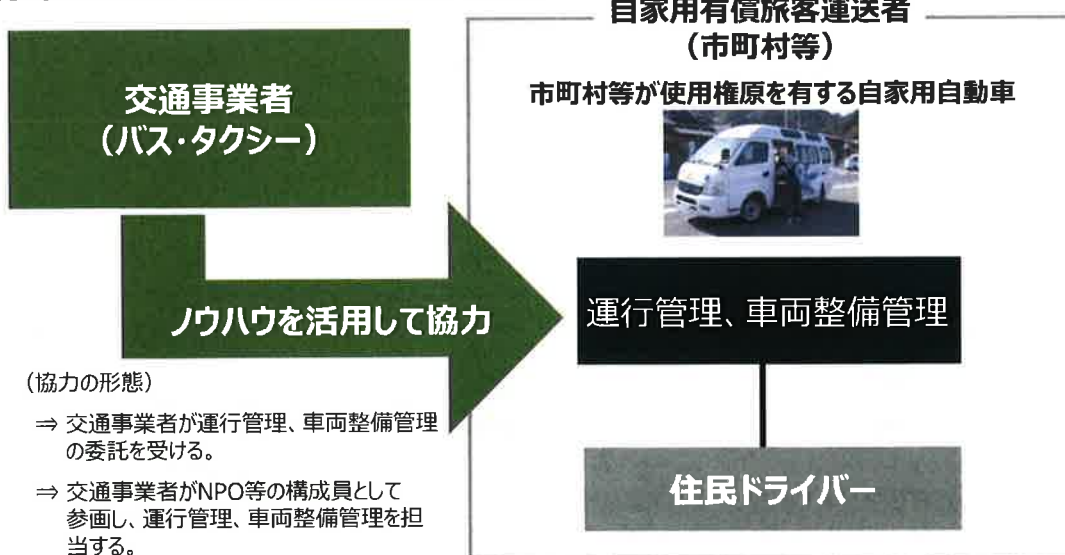 交通事業者
(バス・タクシー)
ノウハウを活用して協力
(協力の形態)
⇒ 交通事業者が運行管理、車両整備管理
の委託を受ける。
⇒ 交通事業者がNPO等の構成員として
参画し、運行管理、車両整備管理を担
当する。
自家用有償旅客運送者
(市町村等)
市町村等が使用権原を有する自家用自動車
運行管理、車両整備管理
住民ドライバー